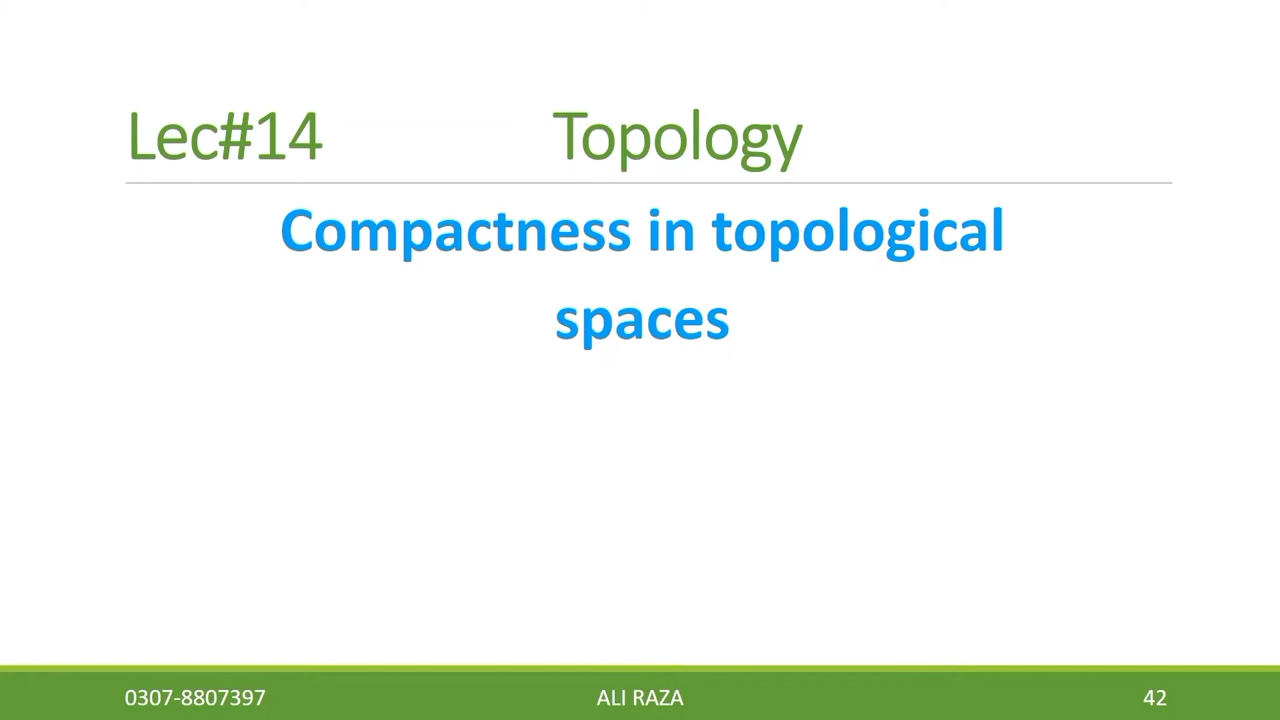 Lec#14 Topology
Compactness in topological
spaces
0307-8807397 ALI RAZA 42